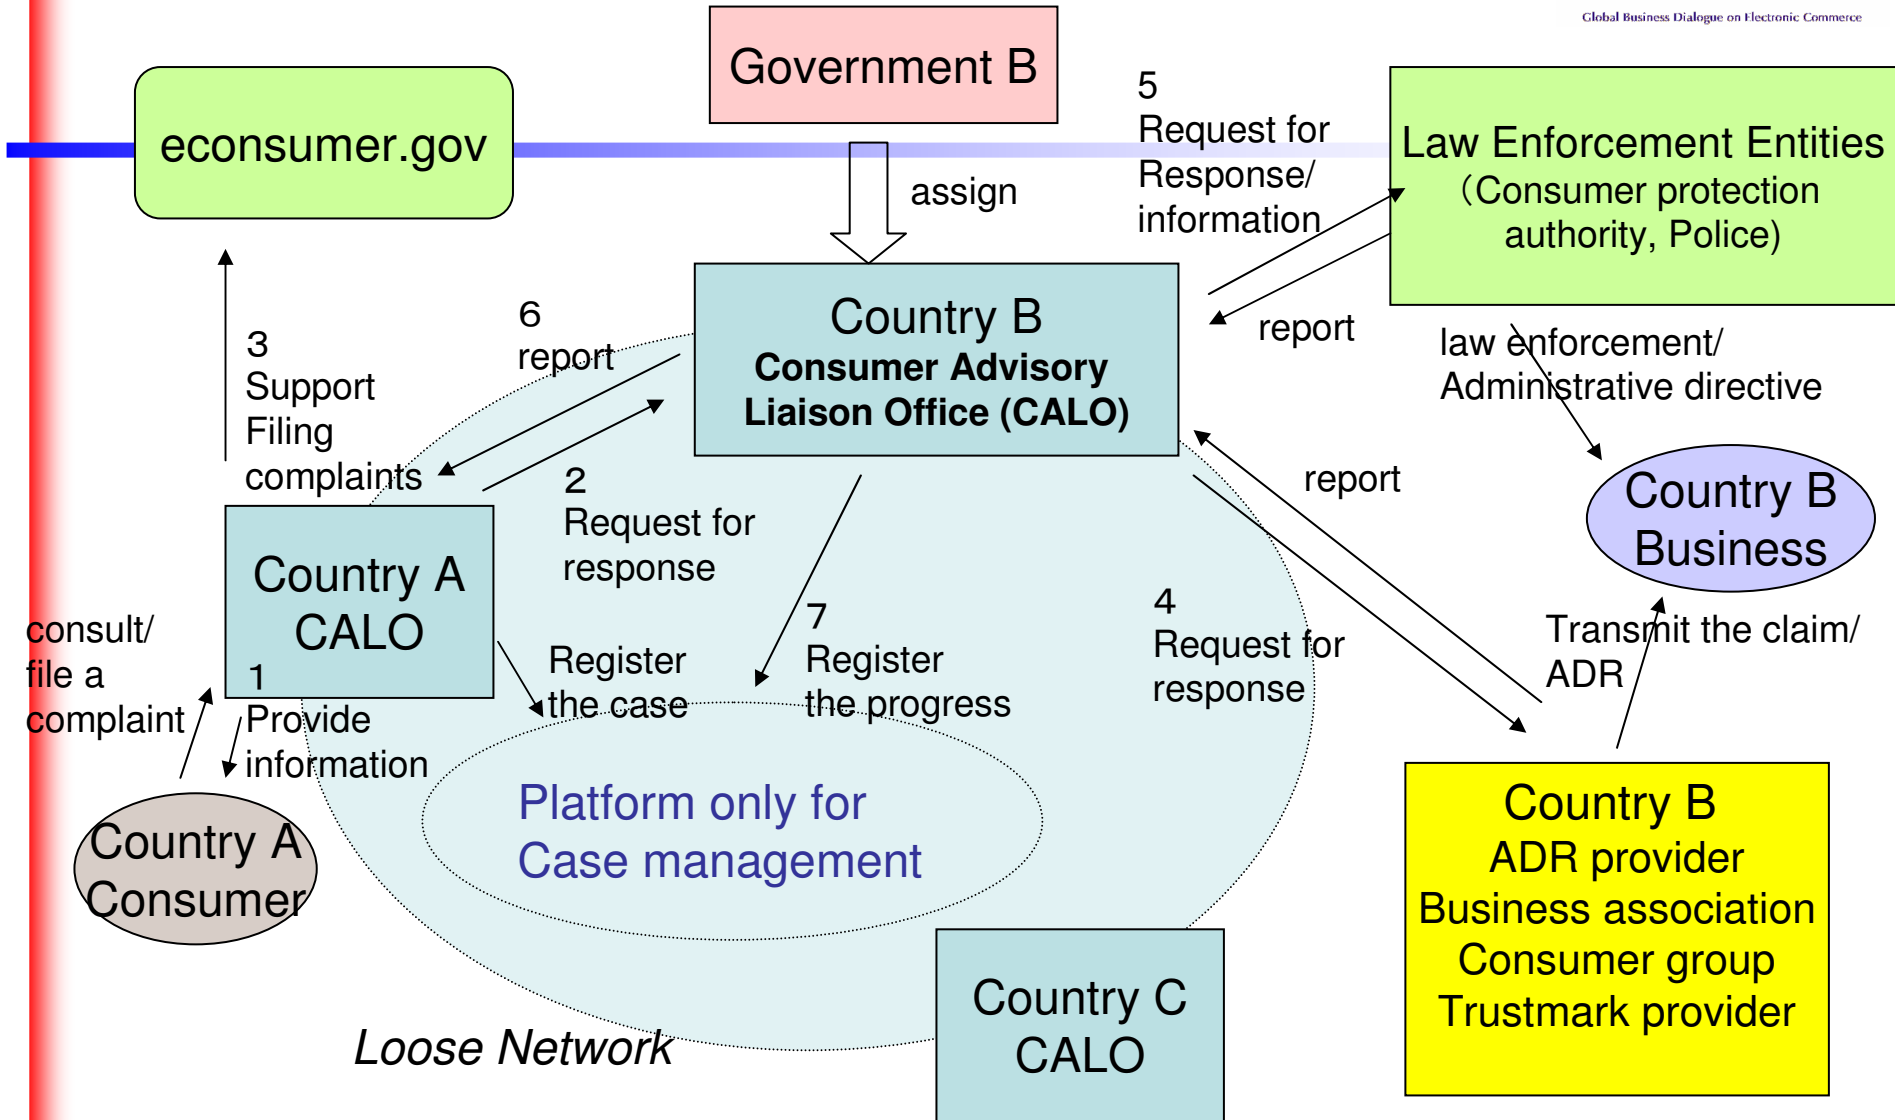 Global Business Dialogue on Electronic Commerce
Government B
econsumer.gov
assign
5
Request for
Response/
information
Law Enforcement Entities
（Consumer protection
authority, Police)
report
law enforcement/
Administrative directive
Country B
Consumer Advisory
Liaison Office (CALO)
6
report
3
Support
Filing
complaints
2
Request for
response
report
Country B
Business
Country A
CALO
consult/
file a
complaint
1
Provide
information
Register
the case
7
Register
the progress
4
Request for
response
Transmit the claim/
ADR
Country A
Consumer
Platform only for
Case management
Country B
ADR provider
Business association
Consumer group
Trustmark provider
Country C
CALO
Loose Network